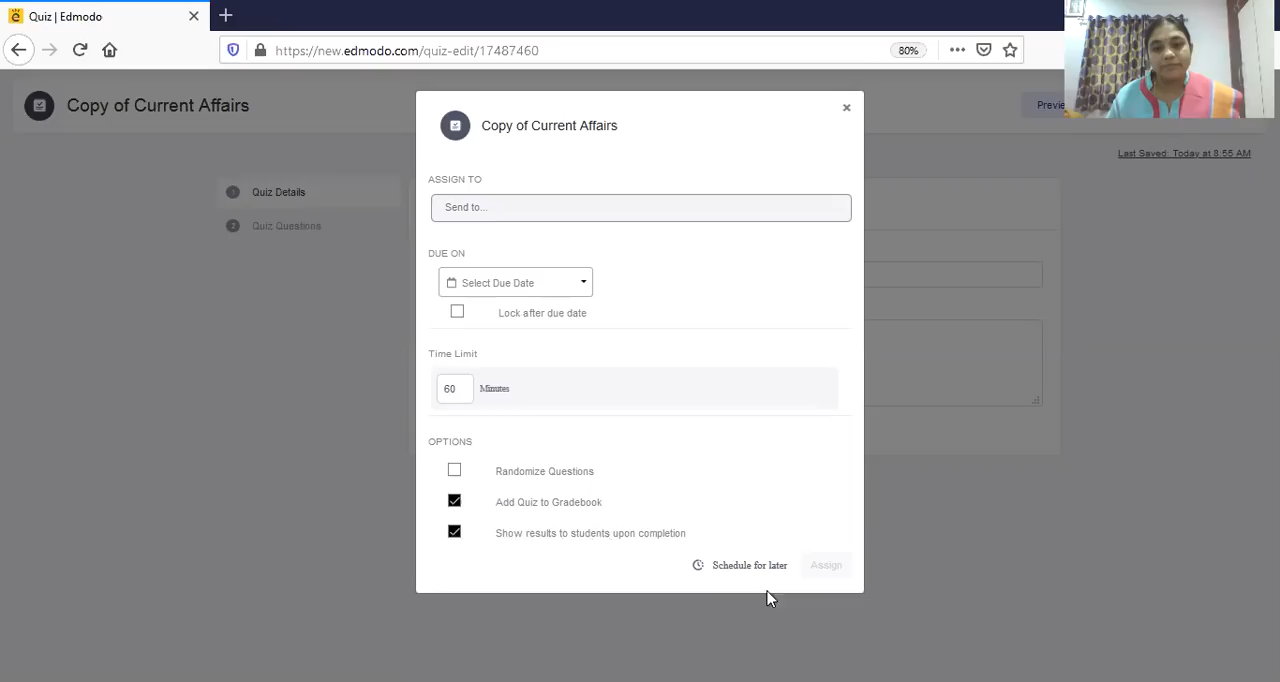 Quiz | Edmodo
https://new.edmodo.com/quiz-edit/17487460
80%
Copy of Current Affairs
Last Saved: Today at 8:55 AM
1 Quiz Details
2 Quiz Questions
Copy of Current Affairs
ASSIGN TO
Send to...
DUE ON
Select Due Date
Lock after due date
Time Limit
60 Minutes
OPTIONS
Randomize Questions
Add Quiz to Gradebook
Show results to students upon completion
Schedule for later
Assign